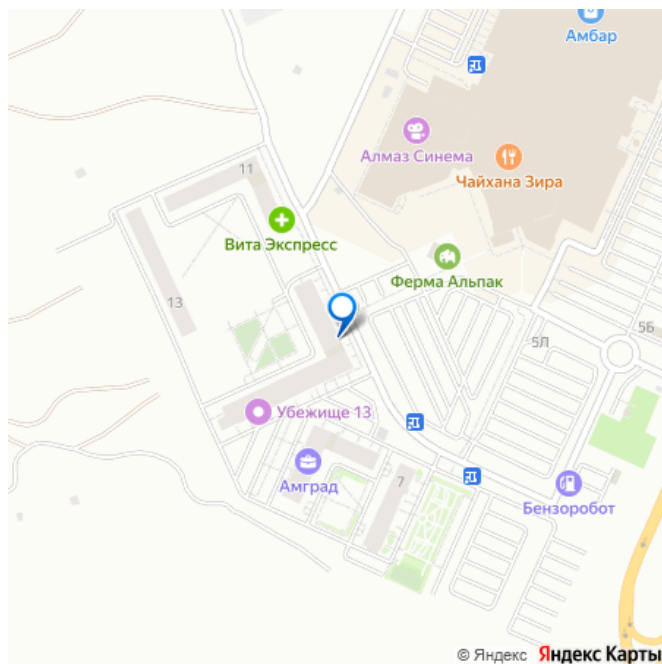 Амбар
Алмаз Синема
Чайхана Зира
11
Вита Экспресс
Ферма Альпак
13
5Б
5Л
Убежище 13
Амград
7
Бензоробот
© Яндекс Яндекс Карты